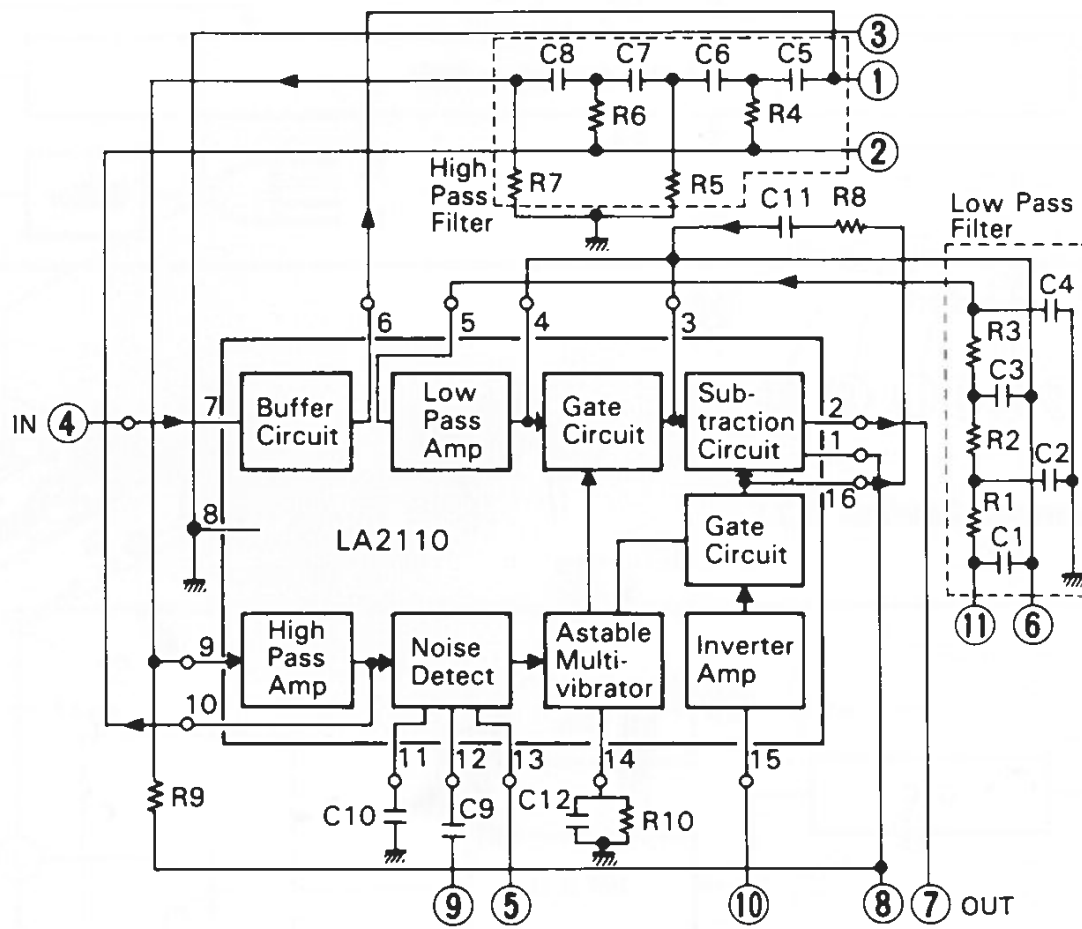 3
C8
C7
C6
C5
1
R6
R4
2
High
Pass
Filter
R7
R5
C11
R8
Low Pass
Filter
C4
6
5
4
3
R3
C3
IN 4
7
Buffer
Circuit
Low
Pass
Amp
Gate
Circuit
Sub-
traction
Circuit
2
1
16
R2
C2
R1
C1
8
LA2110
Gate
Circuit
11
6
9
High
Pass
Amp
Noise
Detect
Astable
Multi-
vibrator
Inverter
Amp
10
11
12
13
14
15
R9
C10
C9
C12
R10
9
5
10
8
7 OUT